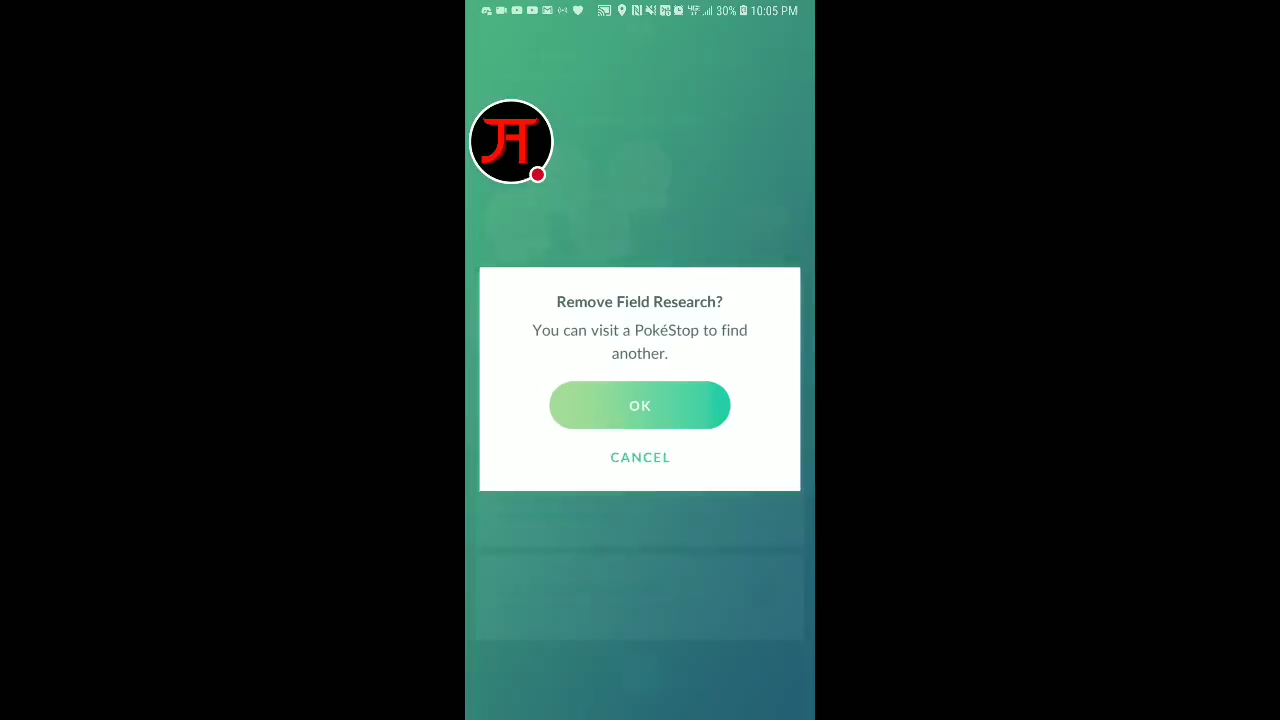 30% 10:05 PM
Remove Field Research?
You can visit a PokéStop to find
another.
OK
CANCEL